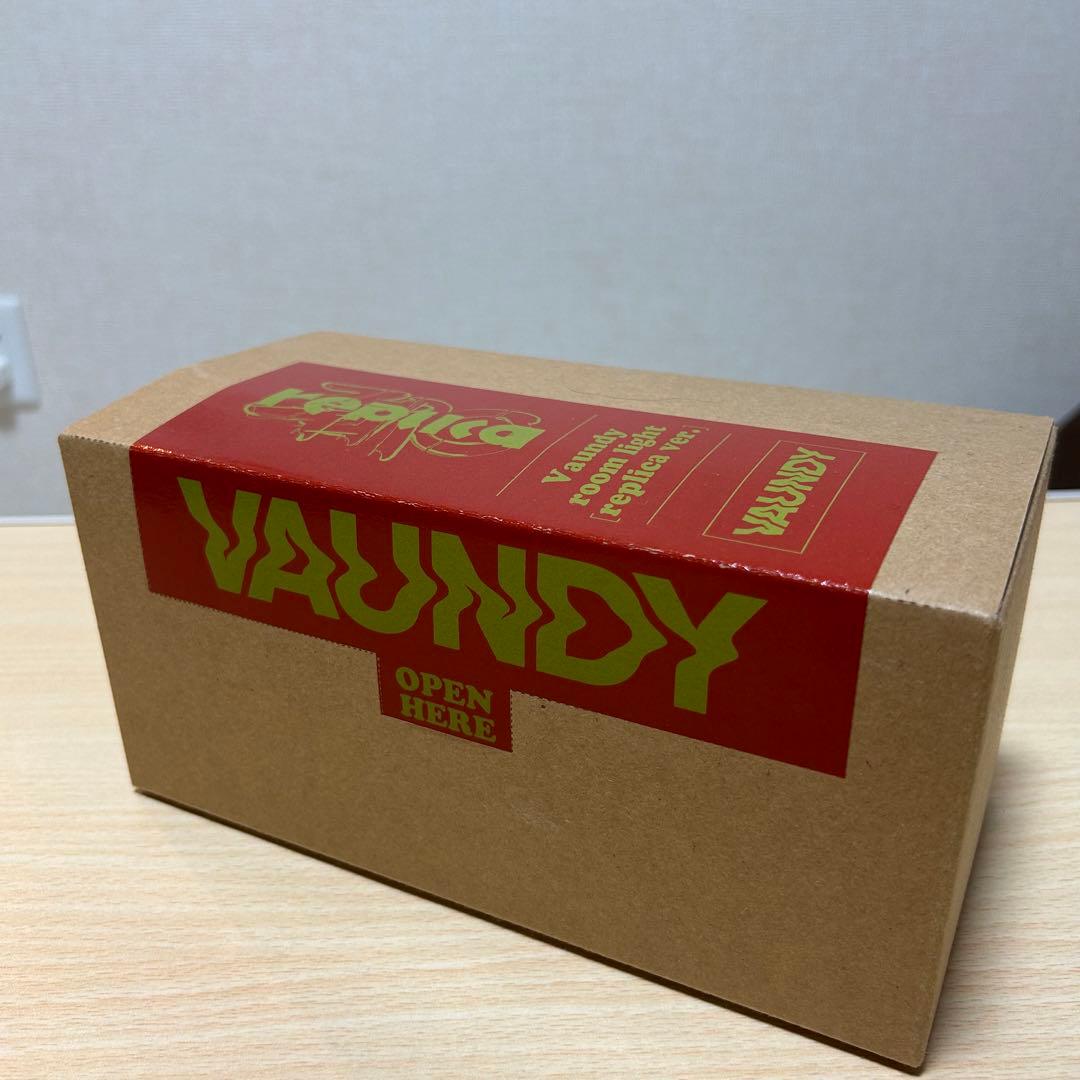 replica
Vaundy
room light
[replica ver.]
VAUNDY
VAUNDY
OPEN
HERE